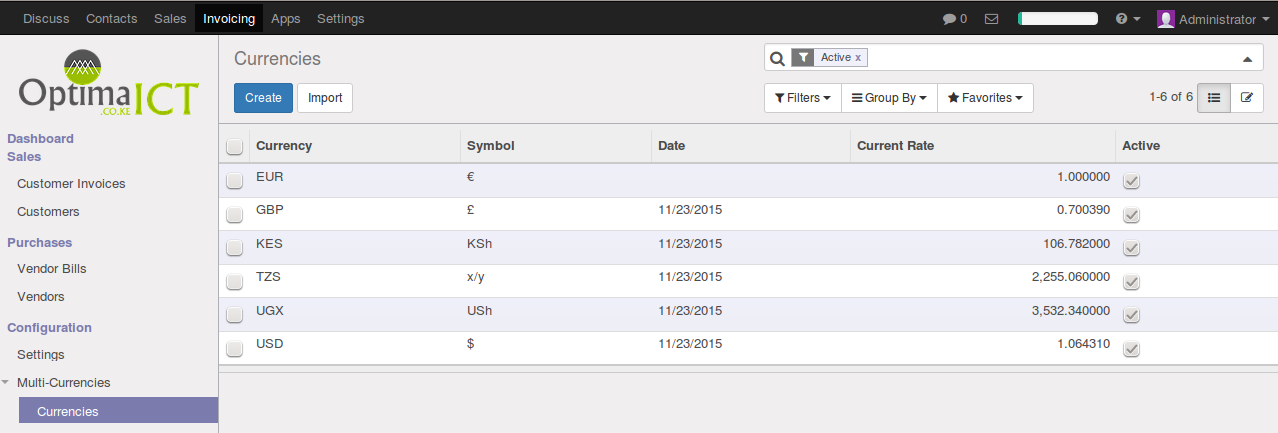 Discuss Contacts Sales Invoicing Apps Settings 0 Administrator
Optima ICT
.CO.KE
Dashboard
Sales
Customer Invoices
Customers
Purchases
Vendor Bills
Vendors
Configuration
Settings
Multi-Currencies
Currencies
Currencies
Active x
Create Import
Filters Group By Favorites 1-6 of 6
Currency Symbol Date Current Rate Active
EUR € 1.000000
GBP £ 11/23/2015 0.700390
KES KSh 11/23/2015 106.782000
TZS x/y 11/23/2015 2,255.060000
UGX USh 11/23/2015 3,532.340000
USD $ 11/23/2015 1.064310